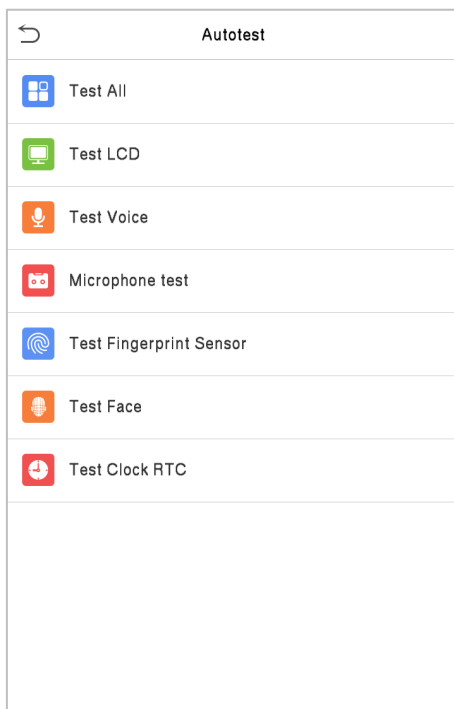 Autotest
Test All
Test LCD
Test Voice
Microphone test
Test Fingerprint Sensor
Test Face
Test Clock RTC